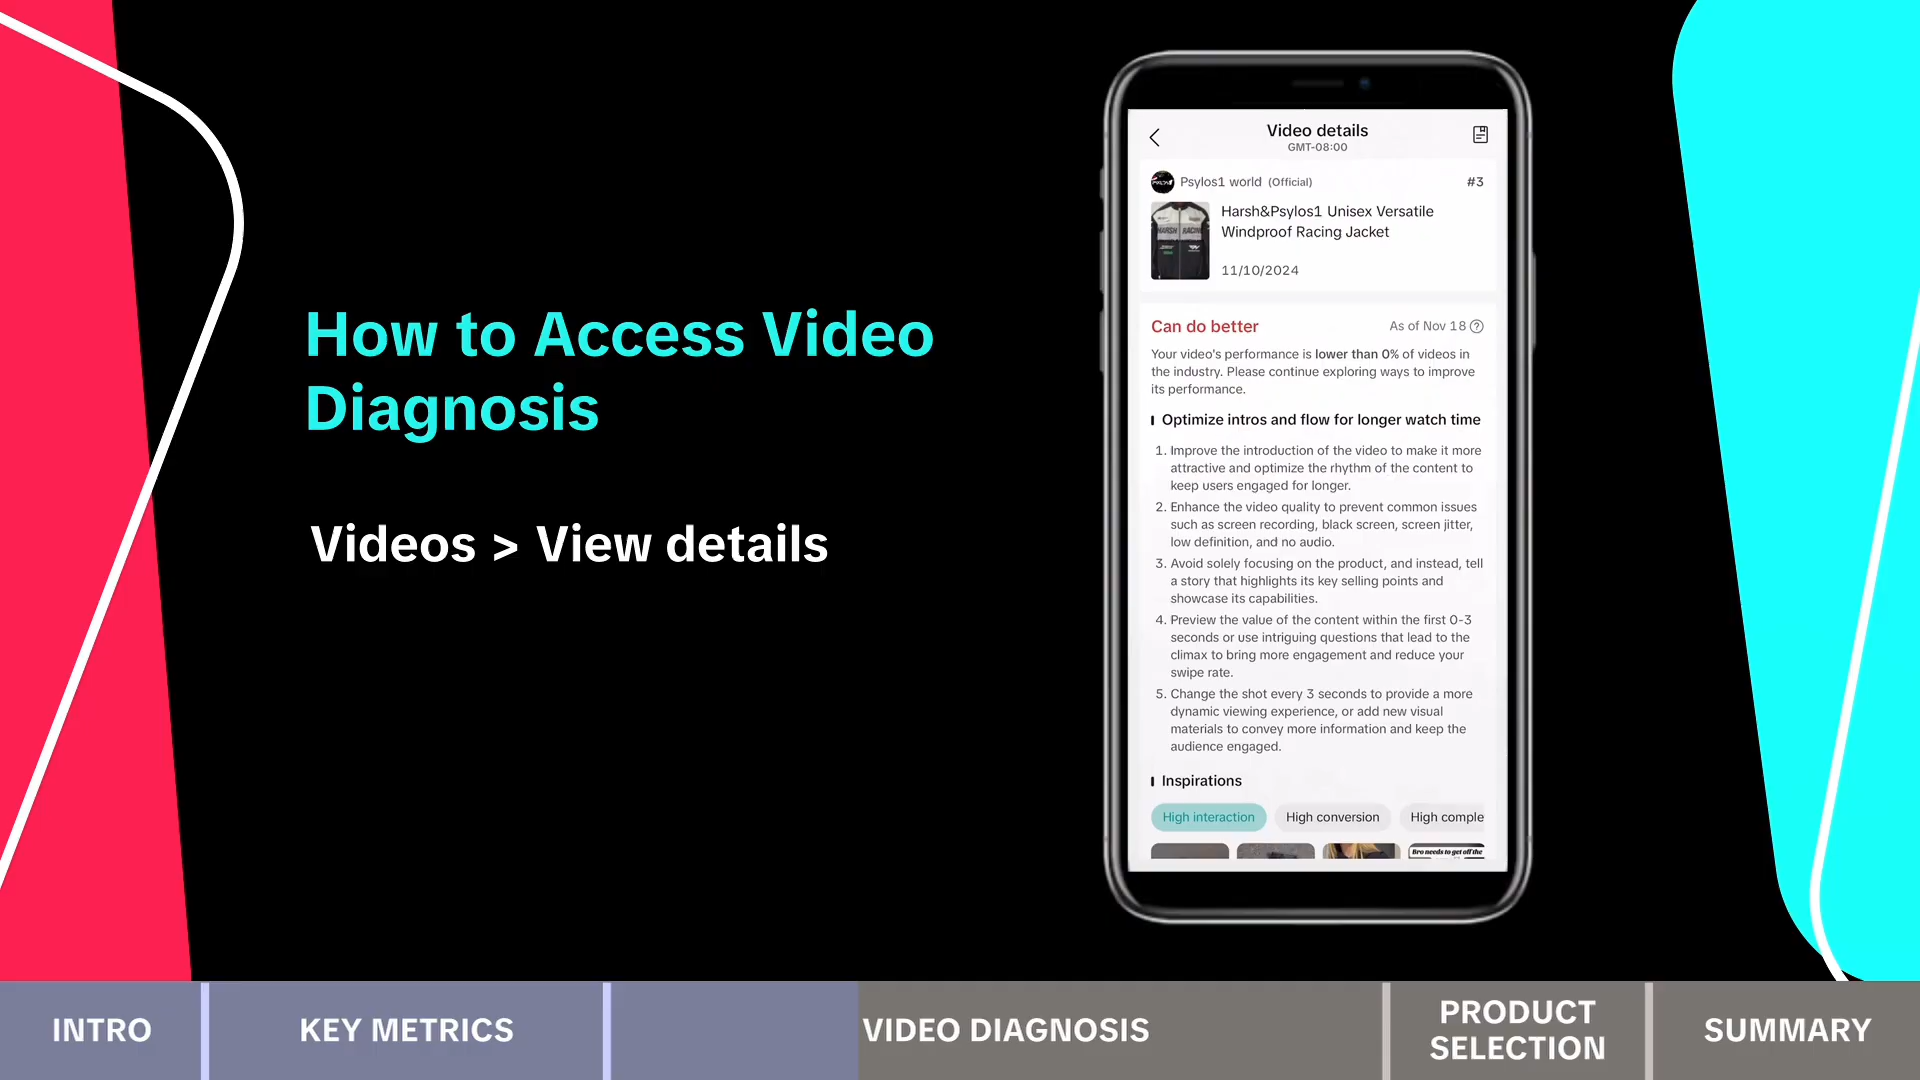 How to Access Video
Diagnosis
Videos > View details
Video details
GMT-08:00
Psylos1 world (Official)
#3
HARSH RACING
Harsh&Psylos1 Unisex Versatile
Windproof Racing Jacket
11/10/2024
Can do better
As of Nov 18
Your video's performance is lower than 0% of videos in
the industry. Please continue exploring ways to improve
its performance.
Optimize intros and flow for longer watch time
1. Improve the introduction of the video to make it more
attractive and optimize the rhythm of the content to
keep users engaged for longer.
2. Enhance the video quality to prevent common issues
such as screen recording, black screen, screen jitter,
low definition, and no audio.
3. Avoid solely focusing on the product, and instead, tell
a story that highlights its key selling points and
showcase its capabilities.
4. Preview the value of the content within the first 0-3
seconds or use intriguing questions that lead to the
climax to bring more engagement and reduce your
swipe rate.
5. Change the shot every 3 seconds to provide a more
dynamic viewing experience, or add new visual
materials to convey more information and keep the
audience engaged.
Inspirations
High interaction
High conversion
High comple
Bro needs to get off the
INTRO
KEY METRICS
VIDEO DIAGNOSIS
PRODUCT
SELECTION
SUMMARY